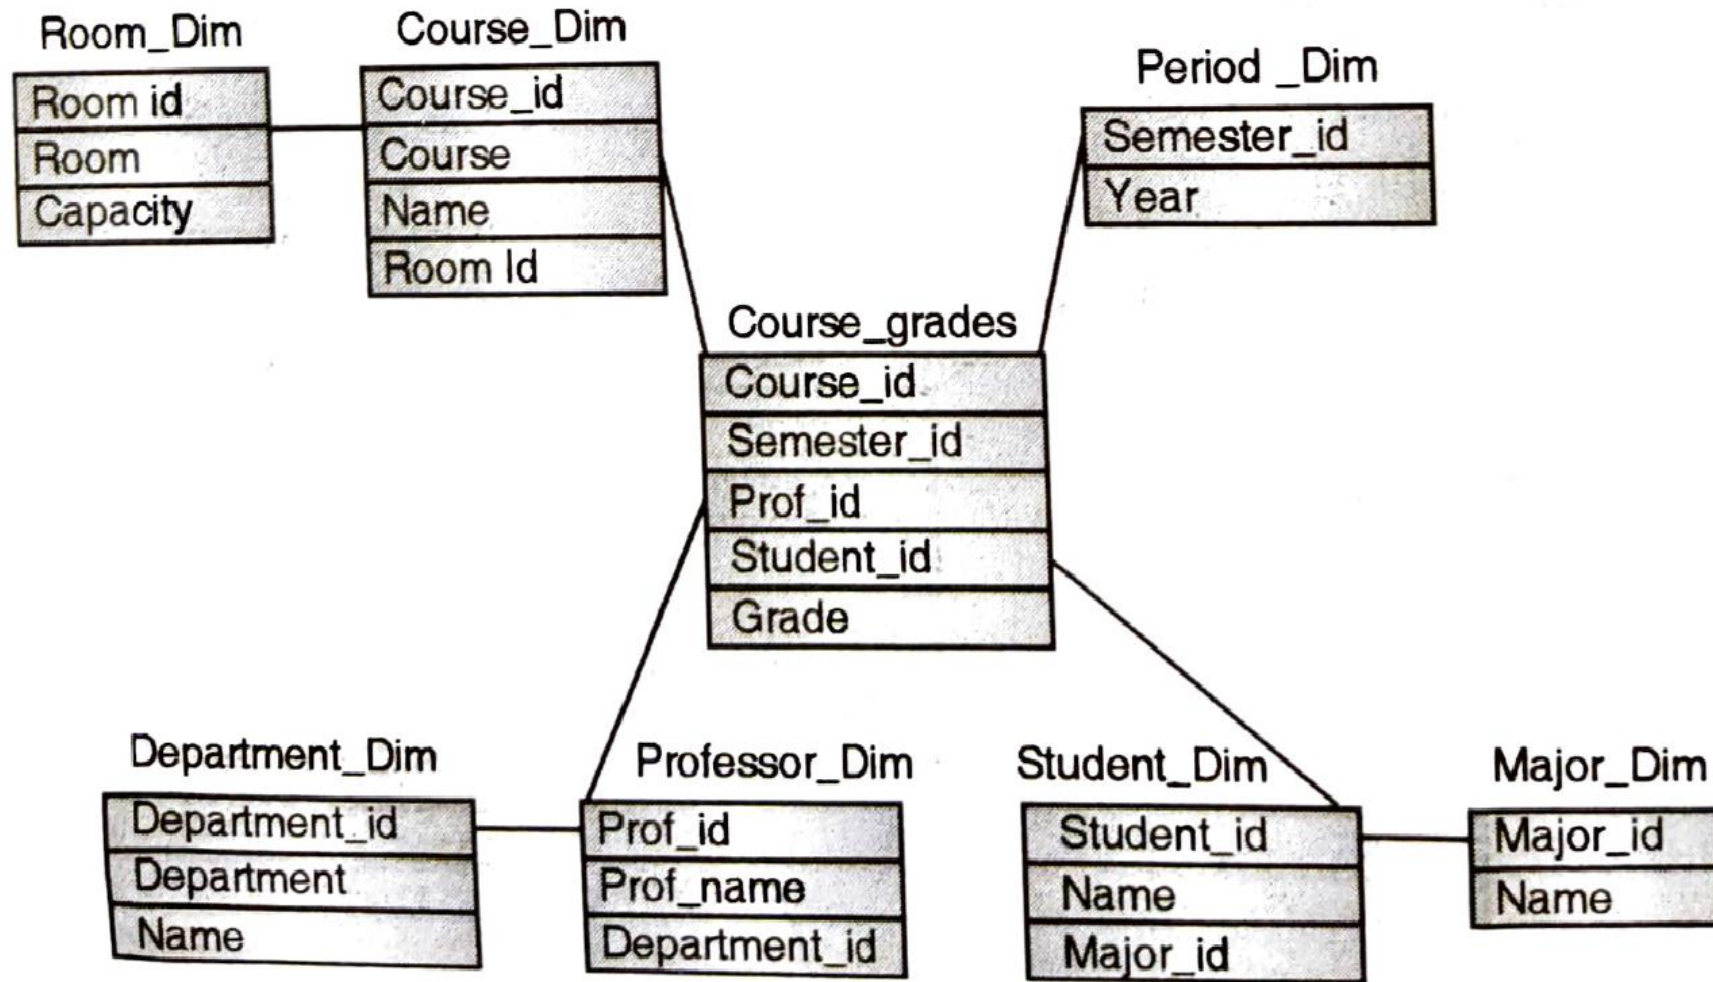 Room_Dim
Room id
Room
Capacity
Course_Dim
Course_id
Course
Name
Room Id
Period _Dim
Semester_id
Year
Course_grades
Course_id
Semester_id
Prof_id
Student_id
Grade
Department_Dim
Department_id
Department
Name
Professor_Dim
Prof_id
Prof_name
Department_id
Student_Dim
Student_id
Name
Major_id
Major_Dim
Major_id
Name